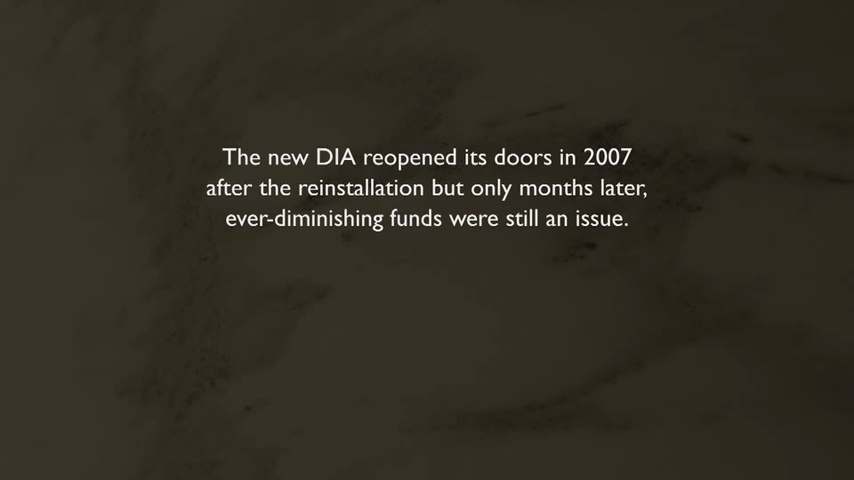 The new DIA reopened its doors in 2007
after the reinstallation but only months later,
ever-diminishing funds were still an issue.